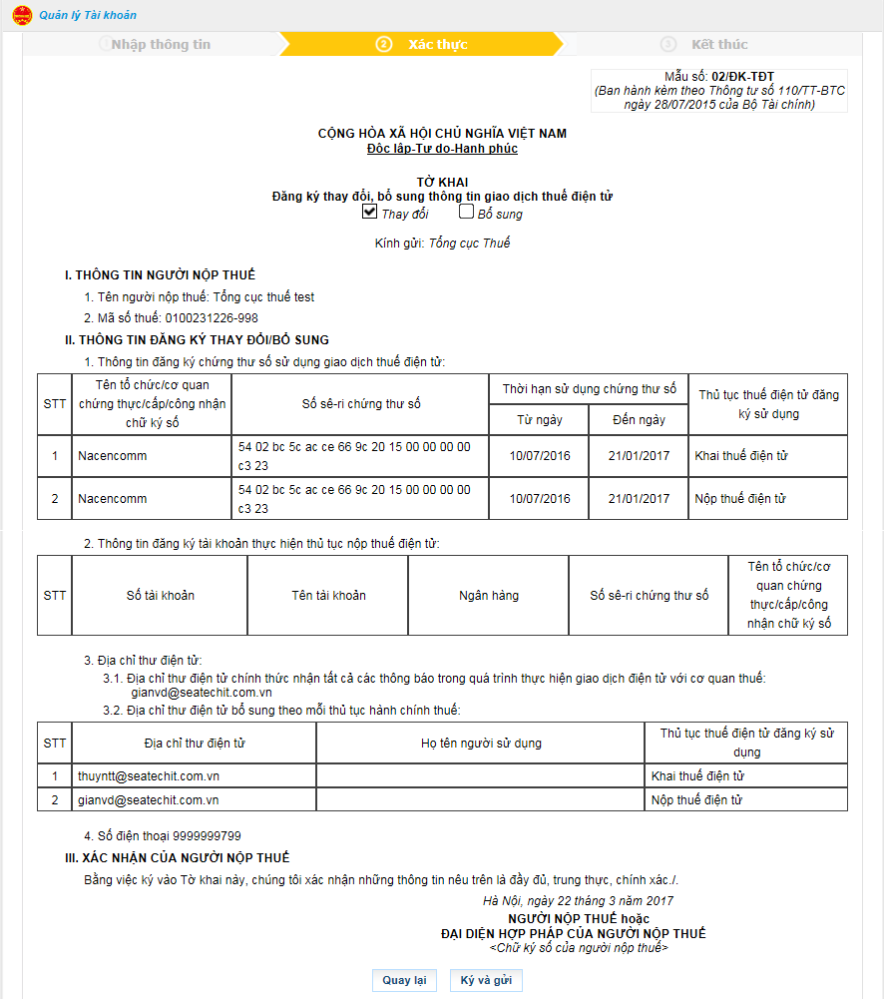 Quản lý Tài khoản
1 Nhập thông tin
2 Xác thực
3 Kết thúc
Mẫu số: 02/ĐK-TĐT
(Ban hành kèm theo Thông tư số 110/TT-BTC
ngày 28/07/2015 của Bộ Tài chính)
CỘNG HÒA XÃ HỘI CHỦ NGHĨA VIỆT NAM
Độc lập-Tự do-Hạnh phúc
TỜ KHAI
Đăng ký thay đổi, bổ sung thông tin giao dịch thuế điện tử
Thay đổi Bổ sung
Kính gửi: Tổng cục Thuế
I. THÔNG TIN NGƯỜI NỘP THUẾ
1. Tên người nộp thuế: Tổng cục thuế test
2. Mã số thuế: 0100231226-998
II. THÔNG TIN ĐĂNG KÝ THAY ĐỔI/BỔ SUNG
1. Thông tin đăng ký chứng thư số sử dụng giao dịch thuế điện tử:
STT
Tên tổ chức/cơ quan
chứng thực/cấp/công nhận
chữ ký số
Số sê-ri chứng thư số
Thời hạn sử dụng chứng thư số
Từ ngày
Đến ngày
Thủ tục thuế điện tử đăng
ký sử dụng
1 Nacencomm 54 02 bc 5c ac ce 66 9c 20 15 00 00 00 00 10/07/2016 21/01/2017 Khai thuế điện tử
c3 23
2 Nacencomm 54 02 bc 5c ac ce 66 9c 20 15 00 00 00 00 10/07/2016 21/01/2017 Nộp thuế điện tử
c3 23
2. Thông tin đăng ký tài khoản thực hiện thủ tục nộp thuế điện tử:
STT
Số tài khoản
Tên tài khoản
Ngân hàng
Số sê-ri chứng thư số
Tên tổ chức/cơ
quan chứng
thực/cấp/công
nhận chữ ký số
3. Địa chỉ thư điện tử:
3.1. Địa chỉ thư điện tử chính thức nhận tất cả các thông báo trong quá trình thực hiện giao dịch điện tử với cơ quan thuế:
gianvd@seatechit.com.vn
3.2. Địa chỉ thư điện tử bổ sung theo mỗi thủ tục hành chính thuế:
STT
Địa chỉ thư điện tử
Họ tên người sử dụng
Thủ tục thuế điện tử đăng ký sử
dụng
1 thuyntt@seatechit.com.vn Khai thuế điện tử
2 gianvd@seatechit.com.vn Nộp thuế điện tử
4. Số điện thoại 9999999799
III. XÁC NHẬN CỦA NGƯỜI NỘP THUẾ
Bằng việc ký vào Tờ khai này, chúng tôi xác nhận những thông tin nêu trên là đầy đủ, trung thực, chính xác./.
Hà Nội, ngày 22 tháng 3 năm 2017
NGƯỜI NỘP THUẾ hoặc
ĐẠI DIỆN HỢP PHÁP CỦA NGƯỜI NỘP THUẾ
<Chữ ký số của người nộp thuế>
Quay lại
Ký và gửi